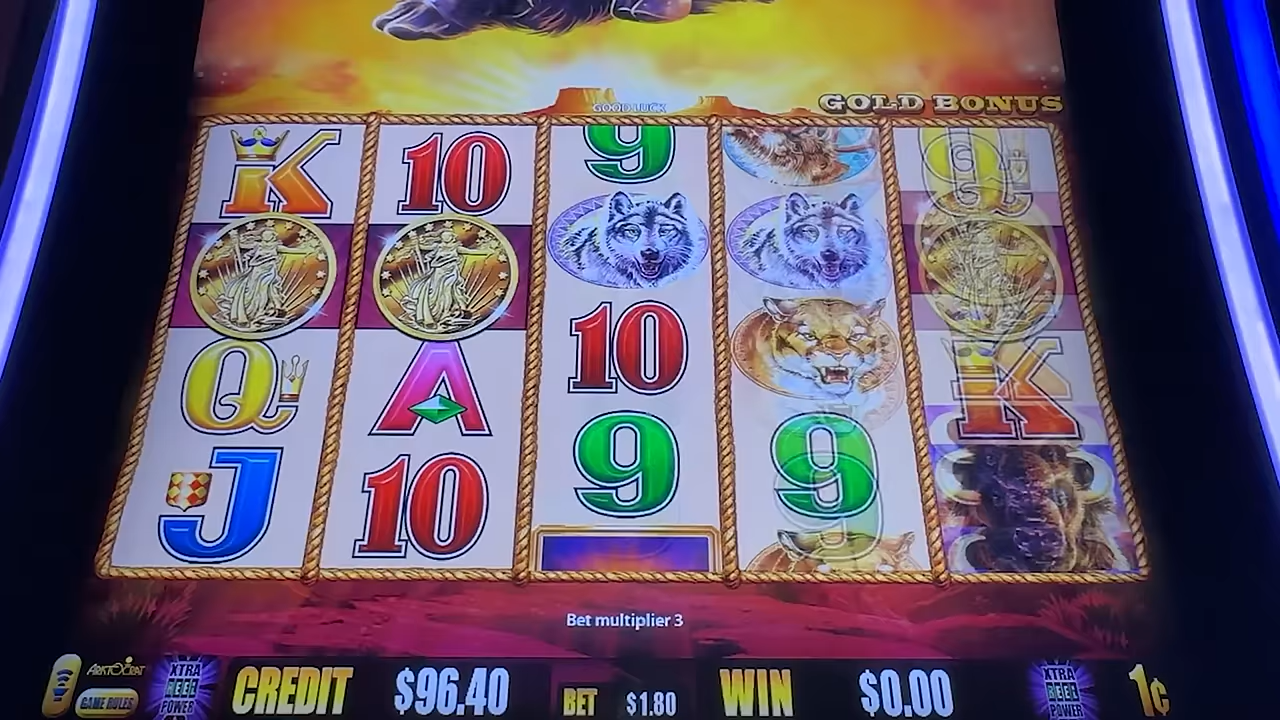 GOOD LUCK
GOLD BONUS
K 10 9 Q
Q A 10 K
J 10 9 9
Bet multiplier 3
ARISTOCRAT
GAME RULES
XTRA REEL POWER
CREDIT $96.40
BET $1.80
WIN $0.00
XTRA REEL POWER
1¢